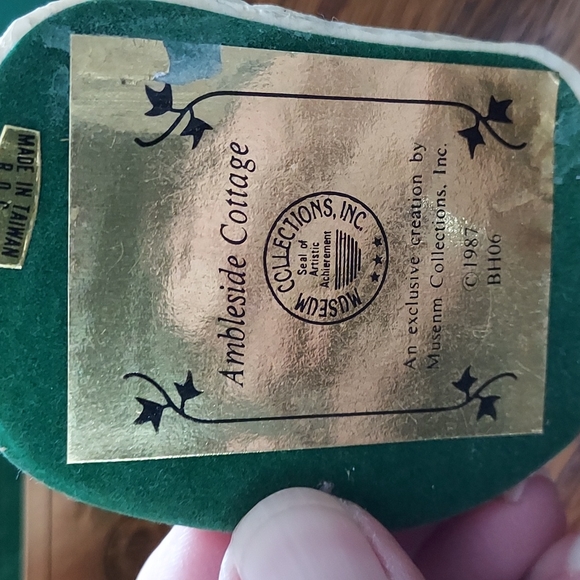 Ambleside Cottage
MUSEUM COLLECTIONS, INC.
Seal of
Artistic
Achierement
An exclusive creation by
Musenm Collections, Inc.
©1987
BH06
MADE IN TAIWAN
R.O.C.